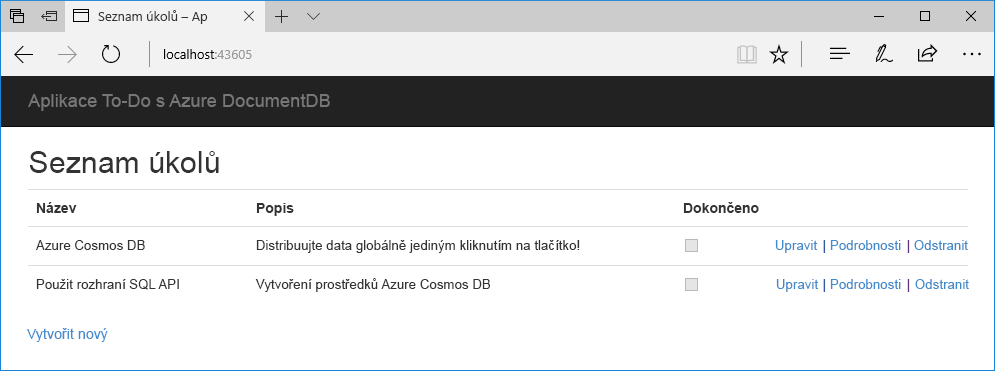 Seznam úkolů – Ap
localhost:43605
Aplikace To-Do s Azure DocumentDB
Seznam úkolů
Název Popis Dokončeno
Azure Cosmos DB Distribuujte data globálně jediným kliknutím na tlačítko! Upravit | Podrobnosti | Odstranit
Použit rozhraní SQL API Vytvoření prostředků Azure Cosmos DB Upravit | Podrobnosti | Odstranit
Vytvořit nový